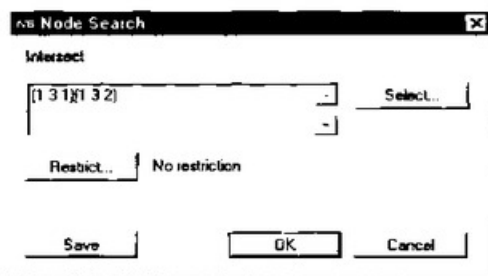 Node Search
Intersect
(1 3 1)(1 3 2)
Select...
Restrict...
No restriction
Save
OK
Cancel